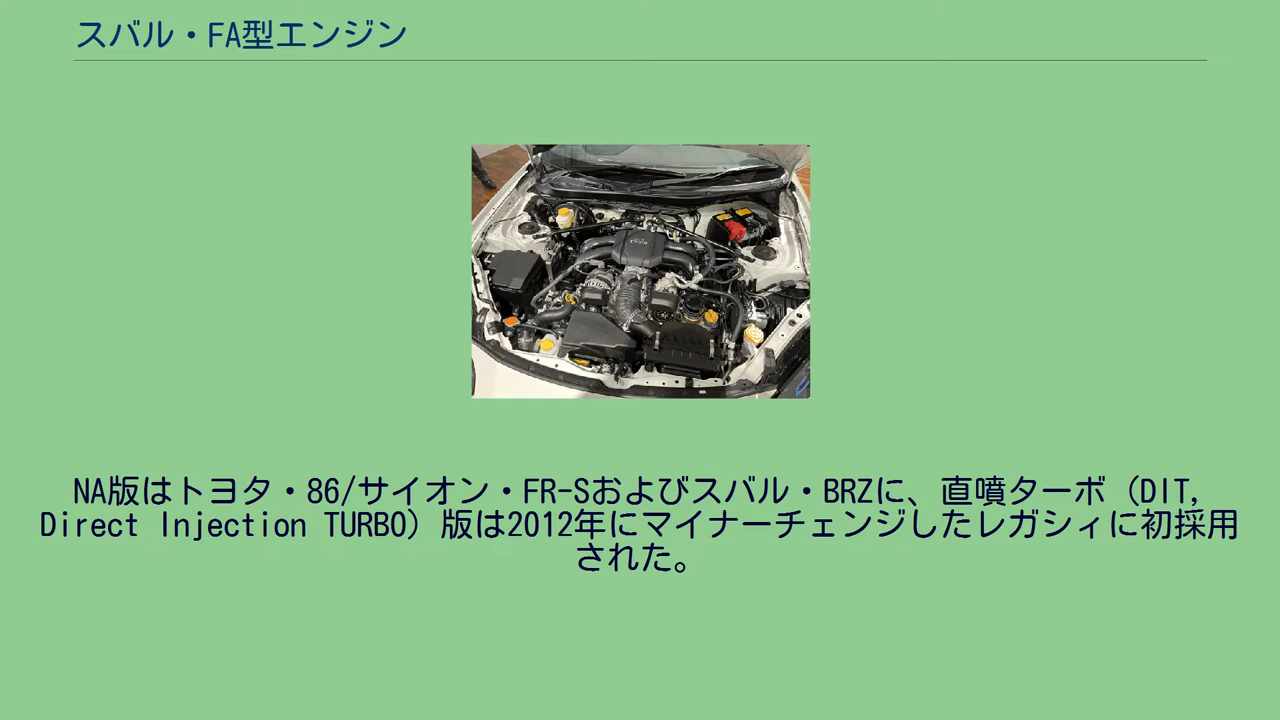 スバル・FA型エンジン
NA版はトヨタ・86/サイオン・FR-Sおよびスバル・BRZに、直噴ターボ（DIT,
Direct Injection TURBO）版は2012年にマイナーチェンジしたレガシィに初採用
された。